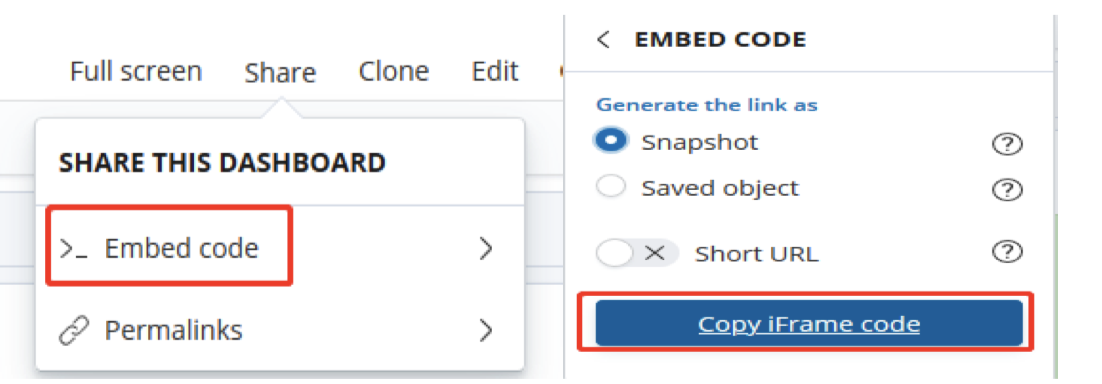 Full screen Share Clone Edit
SHARE THIS DASHBOARD
>_ Embed code
Permalinks
< EMBED CODE
Generate the link as
Snapshot
Saved object
Short URL
Copy iFrame code